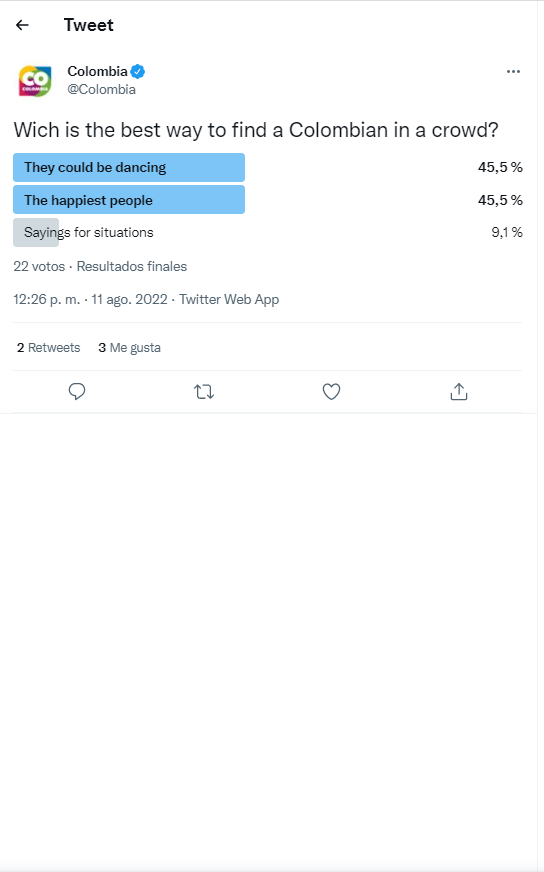 Tweet
CO
COLOMBIA
Colombia
@Colombia
Wich is the best way to find a Colombian in a crowd?
They could be dancing 45,5 %
The happiest people 45,5 %
Sayings for situations 9,1 %
22 votos · Resultados finales
12:26 p. m. · 11 ago. 2022 · Twitter Web App
2 Retweets 3 Me gusta